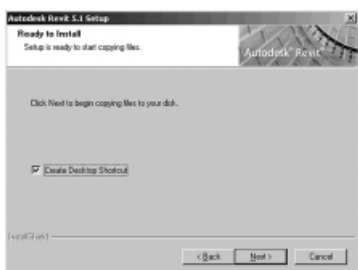 Autodesk Revit 5.1 Setup
Ready to Install
Setup is ready to start copying files.
Autodesk Revit
Click Next to begin copying files to your disk.
Create Desktop Shortcut
InstallShield
< Back Next > Cancel